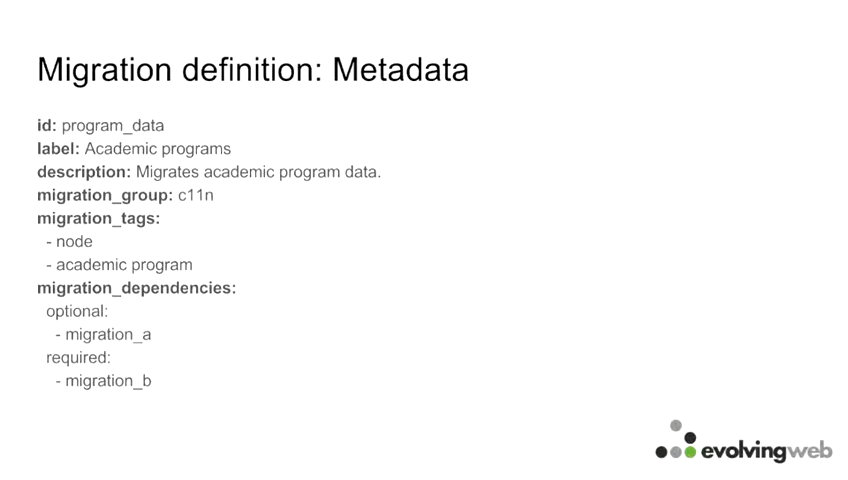 Migration definition: Metadata
id: program_data
label: Academic programs
description: Migrates academic program data.
migration_group: c11n
migration_tags:
- node
- academic program
migration_dependencies:
optional:
- migration_a
required:
- migration_b
evolvingweb